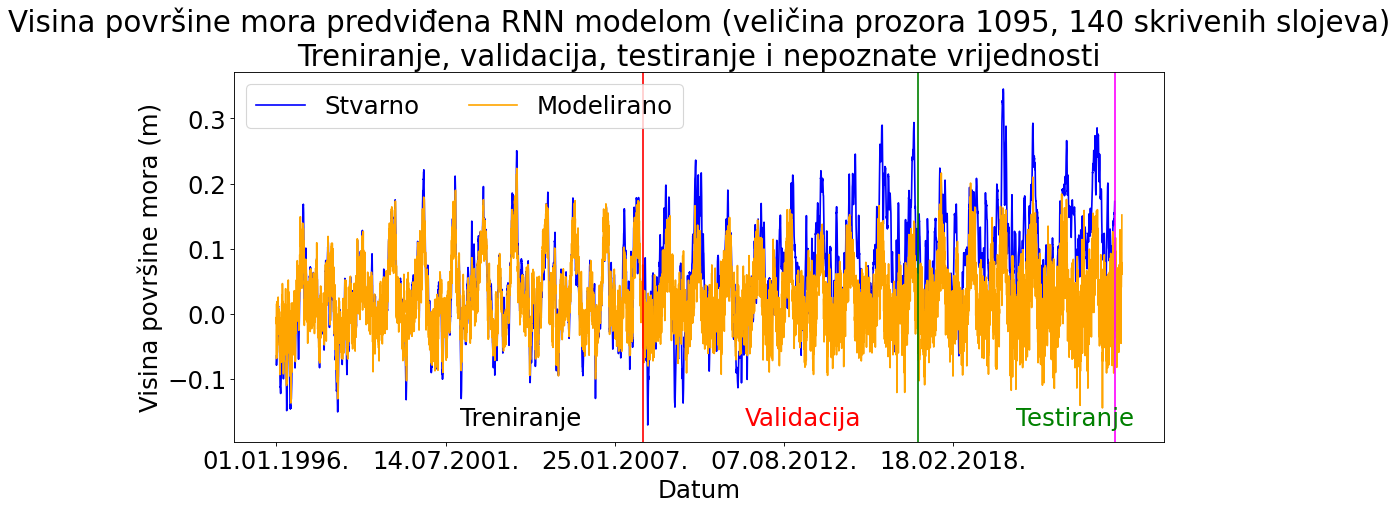 Visina površine mora predviđena RNN modelom (veličina prozora 1095, 140 skrivenih slojeva)
Treniranje, validacija, testiranje i nepoznate vrijednosti
Stvarno Modelirano
Visina površine mora (m)
0.3
0.2
0.1
0.0
−0.1
Treniranje Validacija Testiranje
01.01.1996. 14.07.2001. 25.01.2007. 07.08.2012. 18.02.2018.
Datum